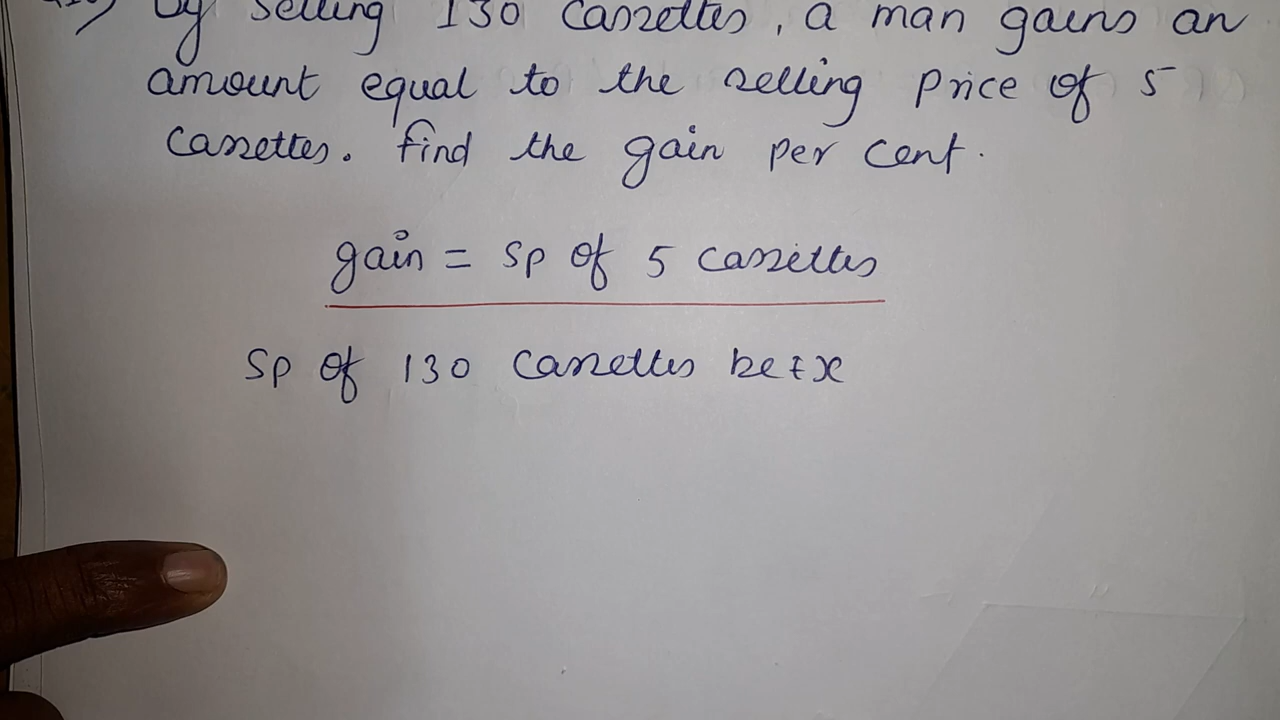 By selling 130 cassettes, a man gains an
amount equal to the selling price of 5
cassettes. find the gain per cent.
gain = SP of 5 cassettes
SP of 130 cassettes be ₹x